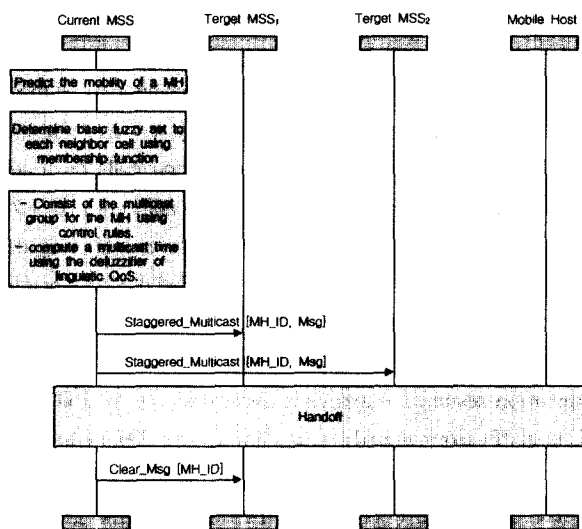 Current MSS
Terget MSS₁
Terget MSS₂
Mobile Host
Predict the mobility of a MH
Determine basic fuzzy set to
each neighbor cell using
membership function
- Consist of the multicast
group for the MH using
control rules.
- compute a multicast time
using the defuzzifier of
linguistic QoS.
Staggered_Multicast [MH_ID, Msg]
Staggered_Multicast [MH_ID, Msg]
Handoff
Clear_Msg [MH_ID]